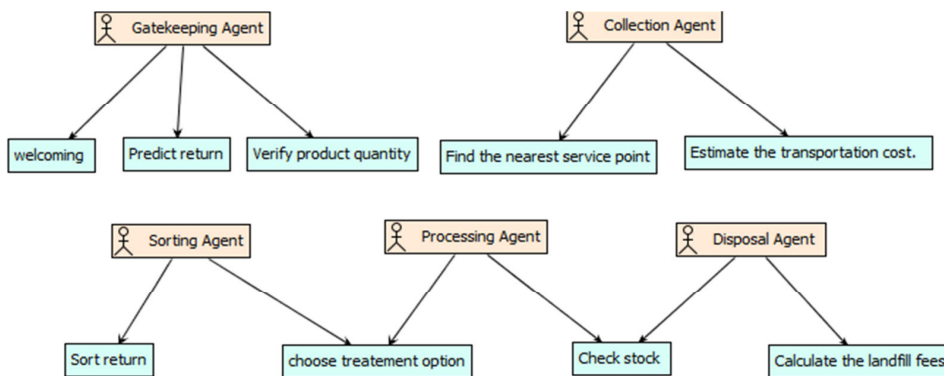 Gatekeeping Agent
Collection Agent
welcoming
Predict return
Verify product quantity
Find the nearest service point
Estimate the transportation cost.
Sorting Agent
Processing Agent
Disposal Agent
Sort return
choose treatement option
Check stock
Calculate the landfill fees